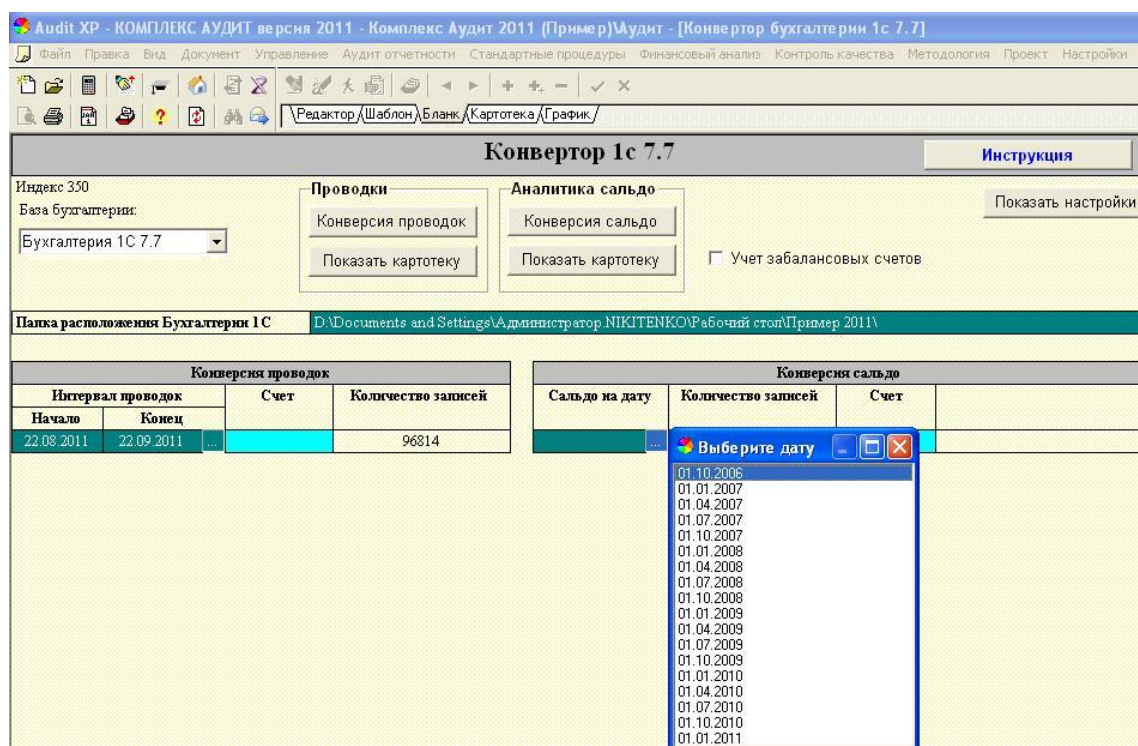 Audit XP - КОМПЛЕКС АУДИТ версия 2011 - Комплекс Аудит 2011 (Пример)\Аудит - [Конвертор бухгалтерии 1с 7.7]
Файл Правка Вид Документ Управление Аудит отчетности Стандартные процедуры Финансовый анализ Контроль качества Методология Проект Настройки
\Редактор/Шаблон\Бланк/Картотека/График/
Конвертор 1с 7.7
Инструкция
Индекс 350
База бухгалтерии:
Бухгалтерия 1С 7.7
Проводки
Конверсия проводок
Показать картотеку
Аналитика сальдо
Конверсия сальдо
Показать картотеку
Учет забалансовых счетов
Показать настройки
Папка расположения Бухгалтерии 1С D:\Documents and Settings\Администратор.NIKITENKO\Рабочий стол\Пример 2011\
Конверсия проводок
Интервал проводок Счет Количество записей
Начало Конец
22.08.2011 22.09.2011 ... 96814
Конверсия сальдо
Сальдо на дату Количество записей Счет
...
Выберите дату
01.10.2006
01.01.2007
01.04.2007
01.07.2007
01.10.2007
01.01.2008
01.04.2008
01.07.2008
01.10.2008
01.01.2009
01.04.2009
01.07.2009
01.10.2009
01.01.2010
01.04.2010
01.07.2010
01.10.2010
01.01.2011